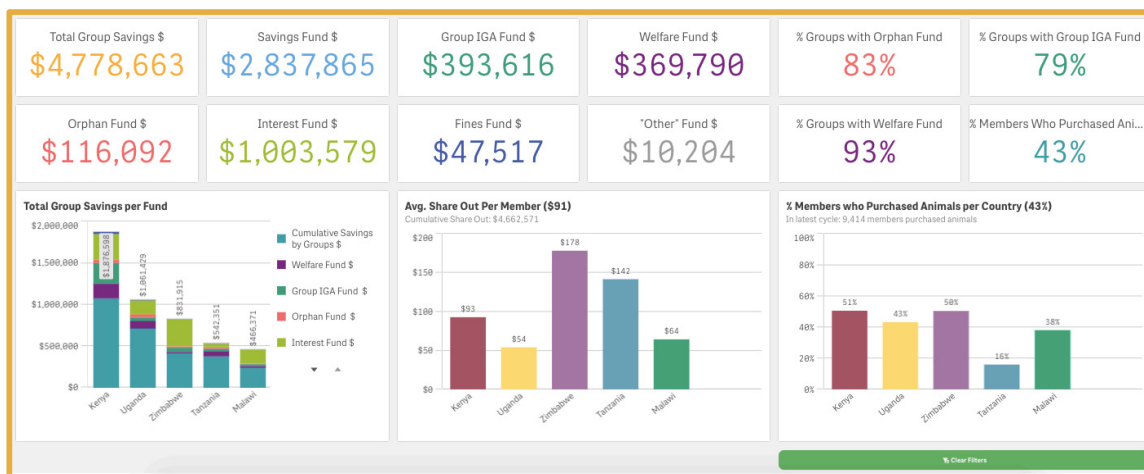 Total Group Savings $
$4,778,663
Savings Fund $
$2,837,865
Group IGA Fund $
$393,616
Welfare Fund $
$369,790
% Groups with Orphan Fund
83%
% Groups with Group IGA Fund
79%
Orphan Fund $
$116,092
Interest Fund $
$1,003,579
Fines Fund $
$47,517
"Other" Fund $
$10,204
% Groups with Welfare Fund
93%
% Members Who Purchased Ani...
43%
Total Group Savings per Fund
$2,000,000
$1,500,000
$1,000,000
$500,000
$0
$1,876,598
$1,061,429
$831,915
$542,351
$466,371
Kenya
Uganda
Zimbabwe
Tanzania
Malawi
Cumulative Savings
by Groups $
Welfare Fund $
Group IGA Fund $
Orphan Fund $
Interest Fund $
Avg. Share Out Per Member ($91)
Cumulative Share Out: $4,662,571
$200
$150
$100
$50
$0
$93
$54
$178
$142
$64
Kenya
Uganda
Zimbabwe
Tanzania
Malawi
% Members who Purchased Animals per Country (43%)
In latest cycle: 9,414 members purchased animals
100%
80%
60%
40%
20%
0%
51%
43%
50%
16%
38%
Kenya
Uganda
Zimbabwe
Tanzania
Malawi
Clear Filters